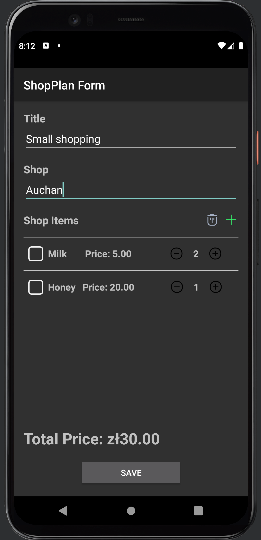 8:12
ShopPlan Form
Title
Small shopping
Shop
Auchan
Shop Items
Milk Price: 5.00 2
Honey Price: 20.00 1
Total Price: zł30.00
SAVE